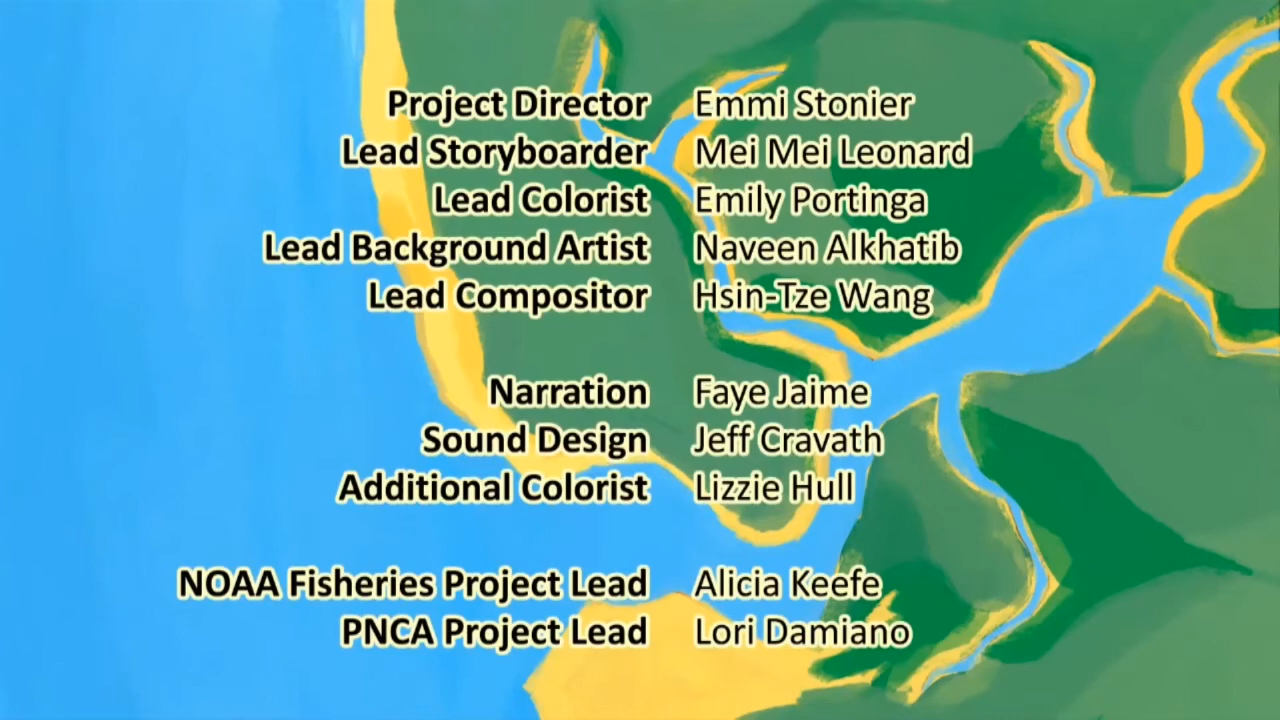 Project Director Emmi Stonier
Lead Storyboarder Mei Mei Leonard
Lead Colorist Emily Portinga
Lead Background Artist Naveen Alkhatib
Lead Compositor Hsin-Tze Wang
Narration Faye Jaime
Sound Design Jeff Cravath
Additional Colorist Lizzie Hull
NOAA Fisheries Project Lead Alicia Keefe
PNCA Project Lead Lori Damiano